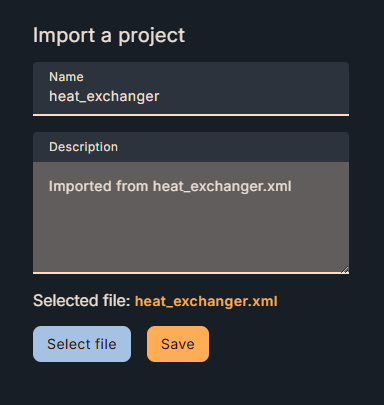 Import a project
Name
heat_exchanger
Description
Imported from heat_exchanger.xml
Selected file: heat_exchanger.xml
Select file Save